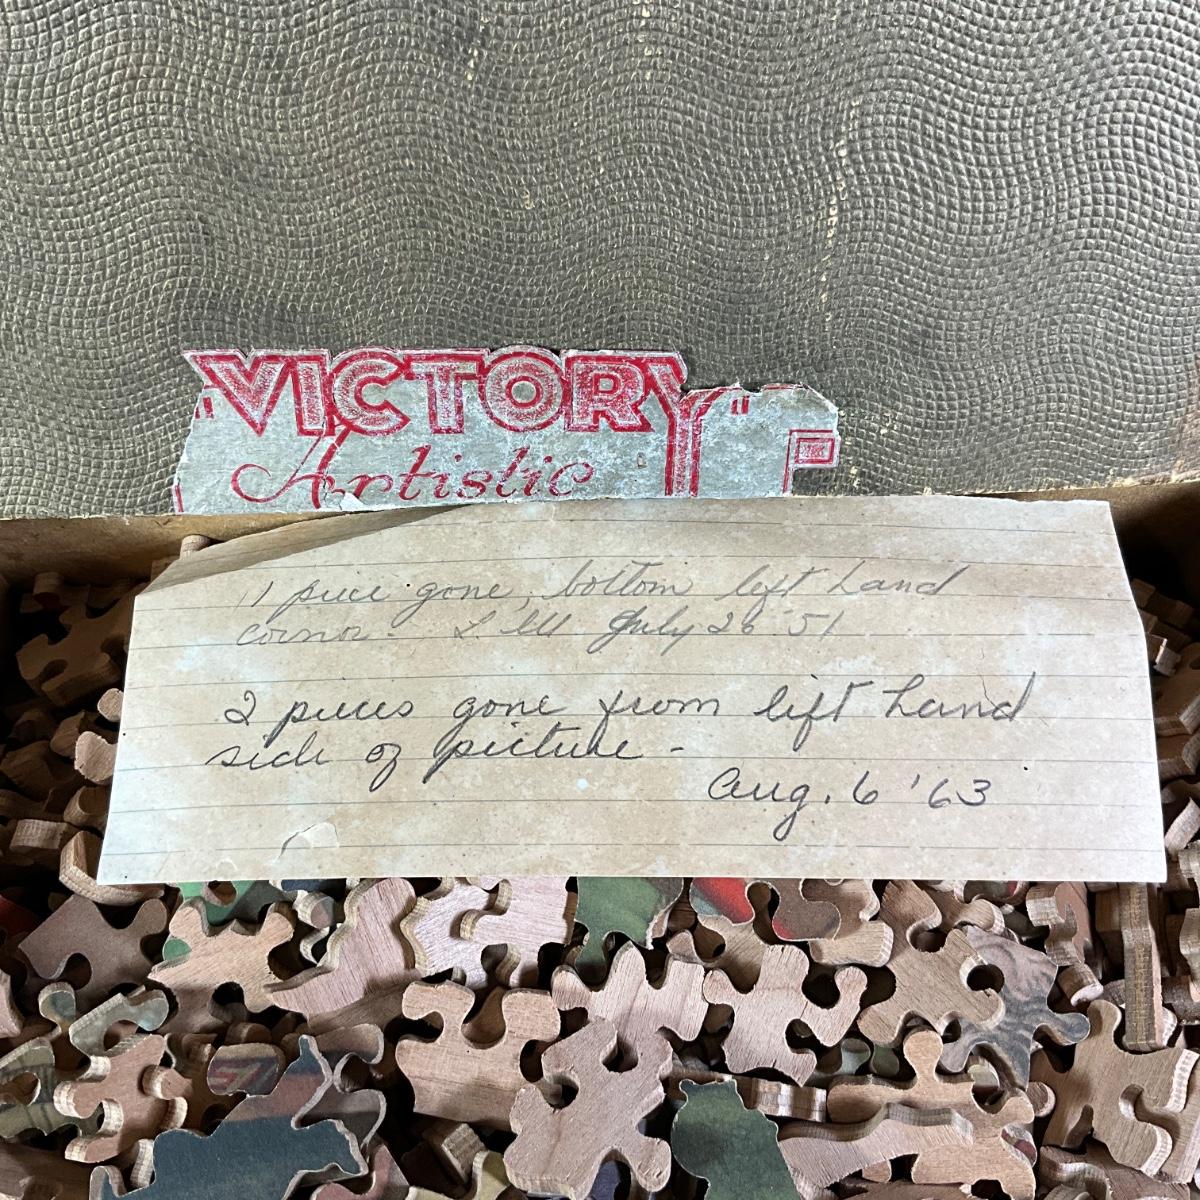 "VICTORY"
Artistic
1 piece gone, bottom left hand
corner - July 26 '51
2 pieces gone from left hand
side of picture -
Aug. 6 '63